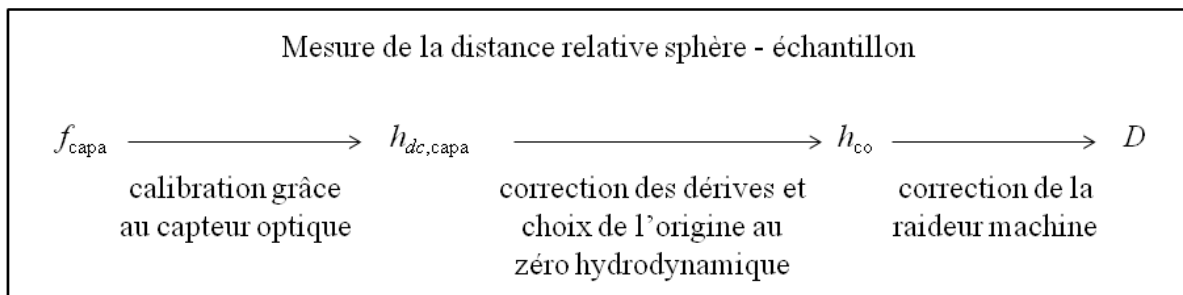 Mesure de la distance relative sphère - échantillon
f_capa ⟶ h_dc,capa ⟶ h_co ⟶ D
calibration grâce correction des dérives et correction de la
au capteur optique choix de l'origine au raideur machine
zéro hydrodynamique